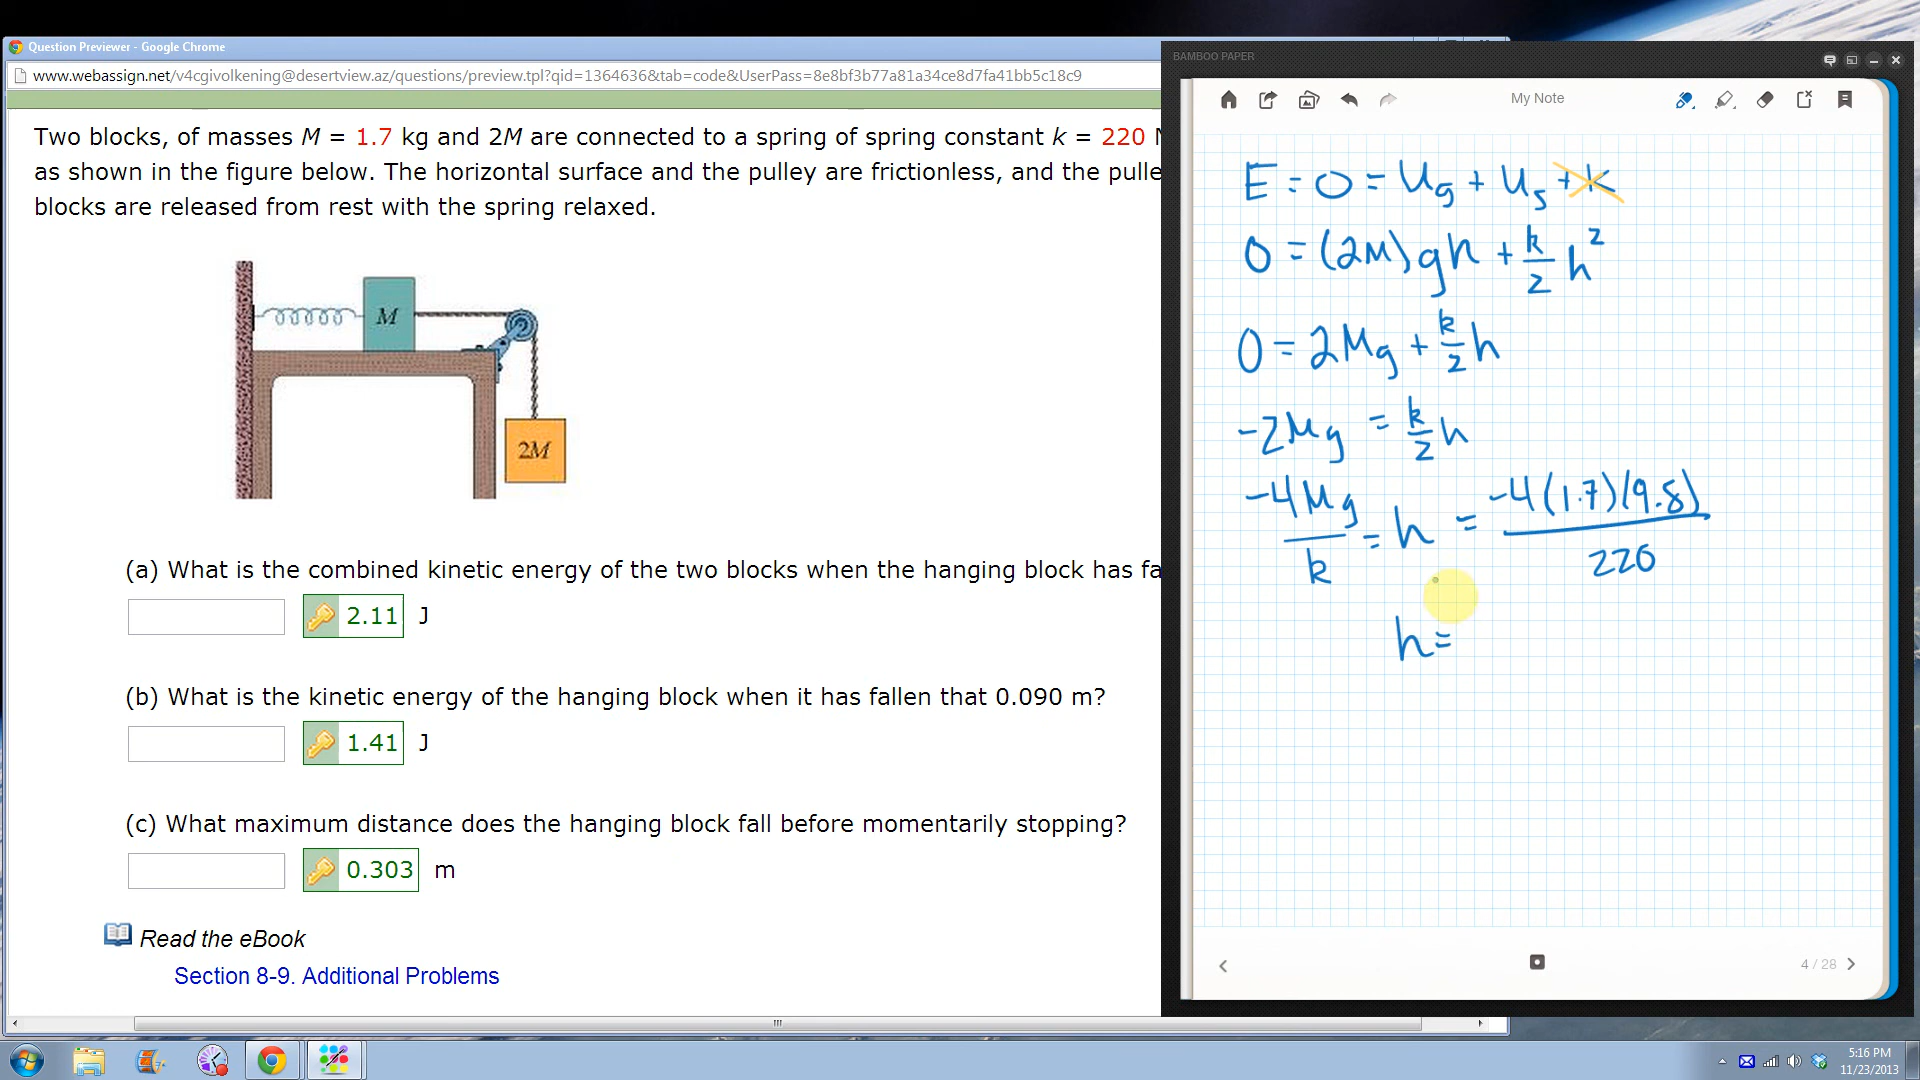 Question Previewer - Google Chrome
www.webassign.net/v4cgivolkening@desertview.az/questions/preview.tpl?qid=1364636&tab=code&UserPass=8e8bf3b77a81a34ce8d7fa41bb5c18c9
Two blocks, of masses M = 1.7 kg and 2M are connected to a spring of spring constant k = 220 N
as shown in the figure below. The horizontal surface and the pulley are frictionless, and the pulle
blocks are released from rest with the spring relaxed.
M
2M
(a) What is the combined kinetic energy of the two blocks when the hanging block has fa
2.11 J
(b) What is the kinetic energy of the hanging block when it has fallen that 0.090 m?
1.41 J
(c) What maximum distance does the hanging block fall before momentarily stopping?
0.303 m
Read the eBook
Section 8-9. Additional Problems
BAMBOO PAPER
My Note
E = 0 = Ug + Us + K
0 = (2M)gh + k/2 h²
0 = 2Mg + k/2 h
-2Mg = k/2 h
-4Mg/k = h = -4(1.7)(9.8)/220
h =
4 / 28
5:16 PM
11/23/2013